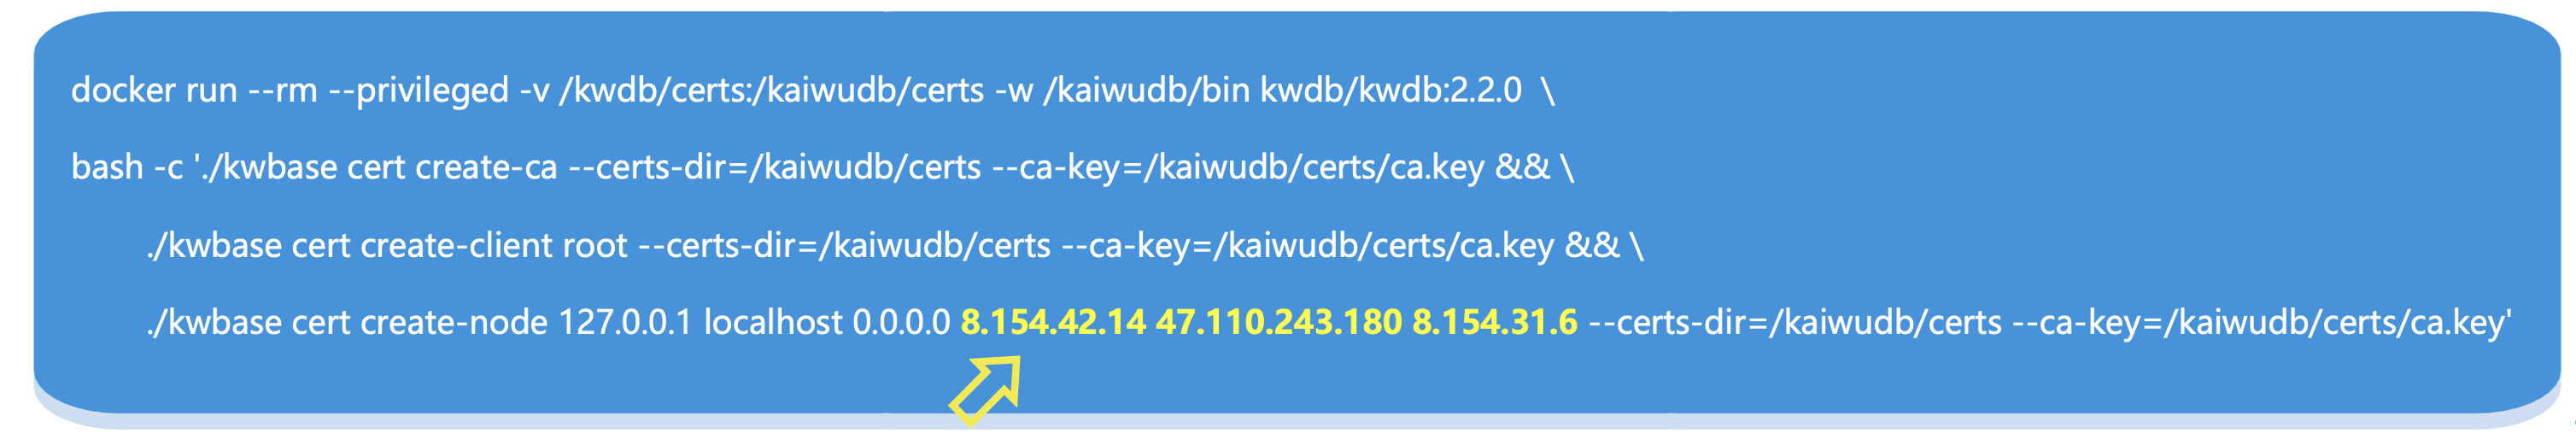 docker run --rm --privileged -v /kwdb/certs:/kaiwudb/certs -w /kaiwudb/bin kwdb/kwdb:2.2.0  \
bash -c './kwbase cert create-ca --certs-dir=/kaiwudb/certs --ca-key=/kaiwudb/certs/ca.key && \
./kwbase cert create-client root --certs-dir=/kaiwudb/certs --ca-key=/kaiwudb/certs/ca.key && \
./kwbase cert create-node 127.0.0.1 localhost 0.0.0.0 8.154.42.14 47.110.243.180 8.154.31.6 --certs-dir=/kaiwudb/certs --ca-key=/kaiwudb/certs/ca.key'